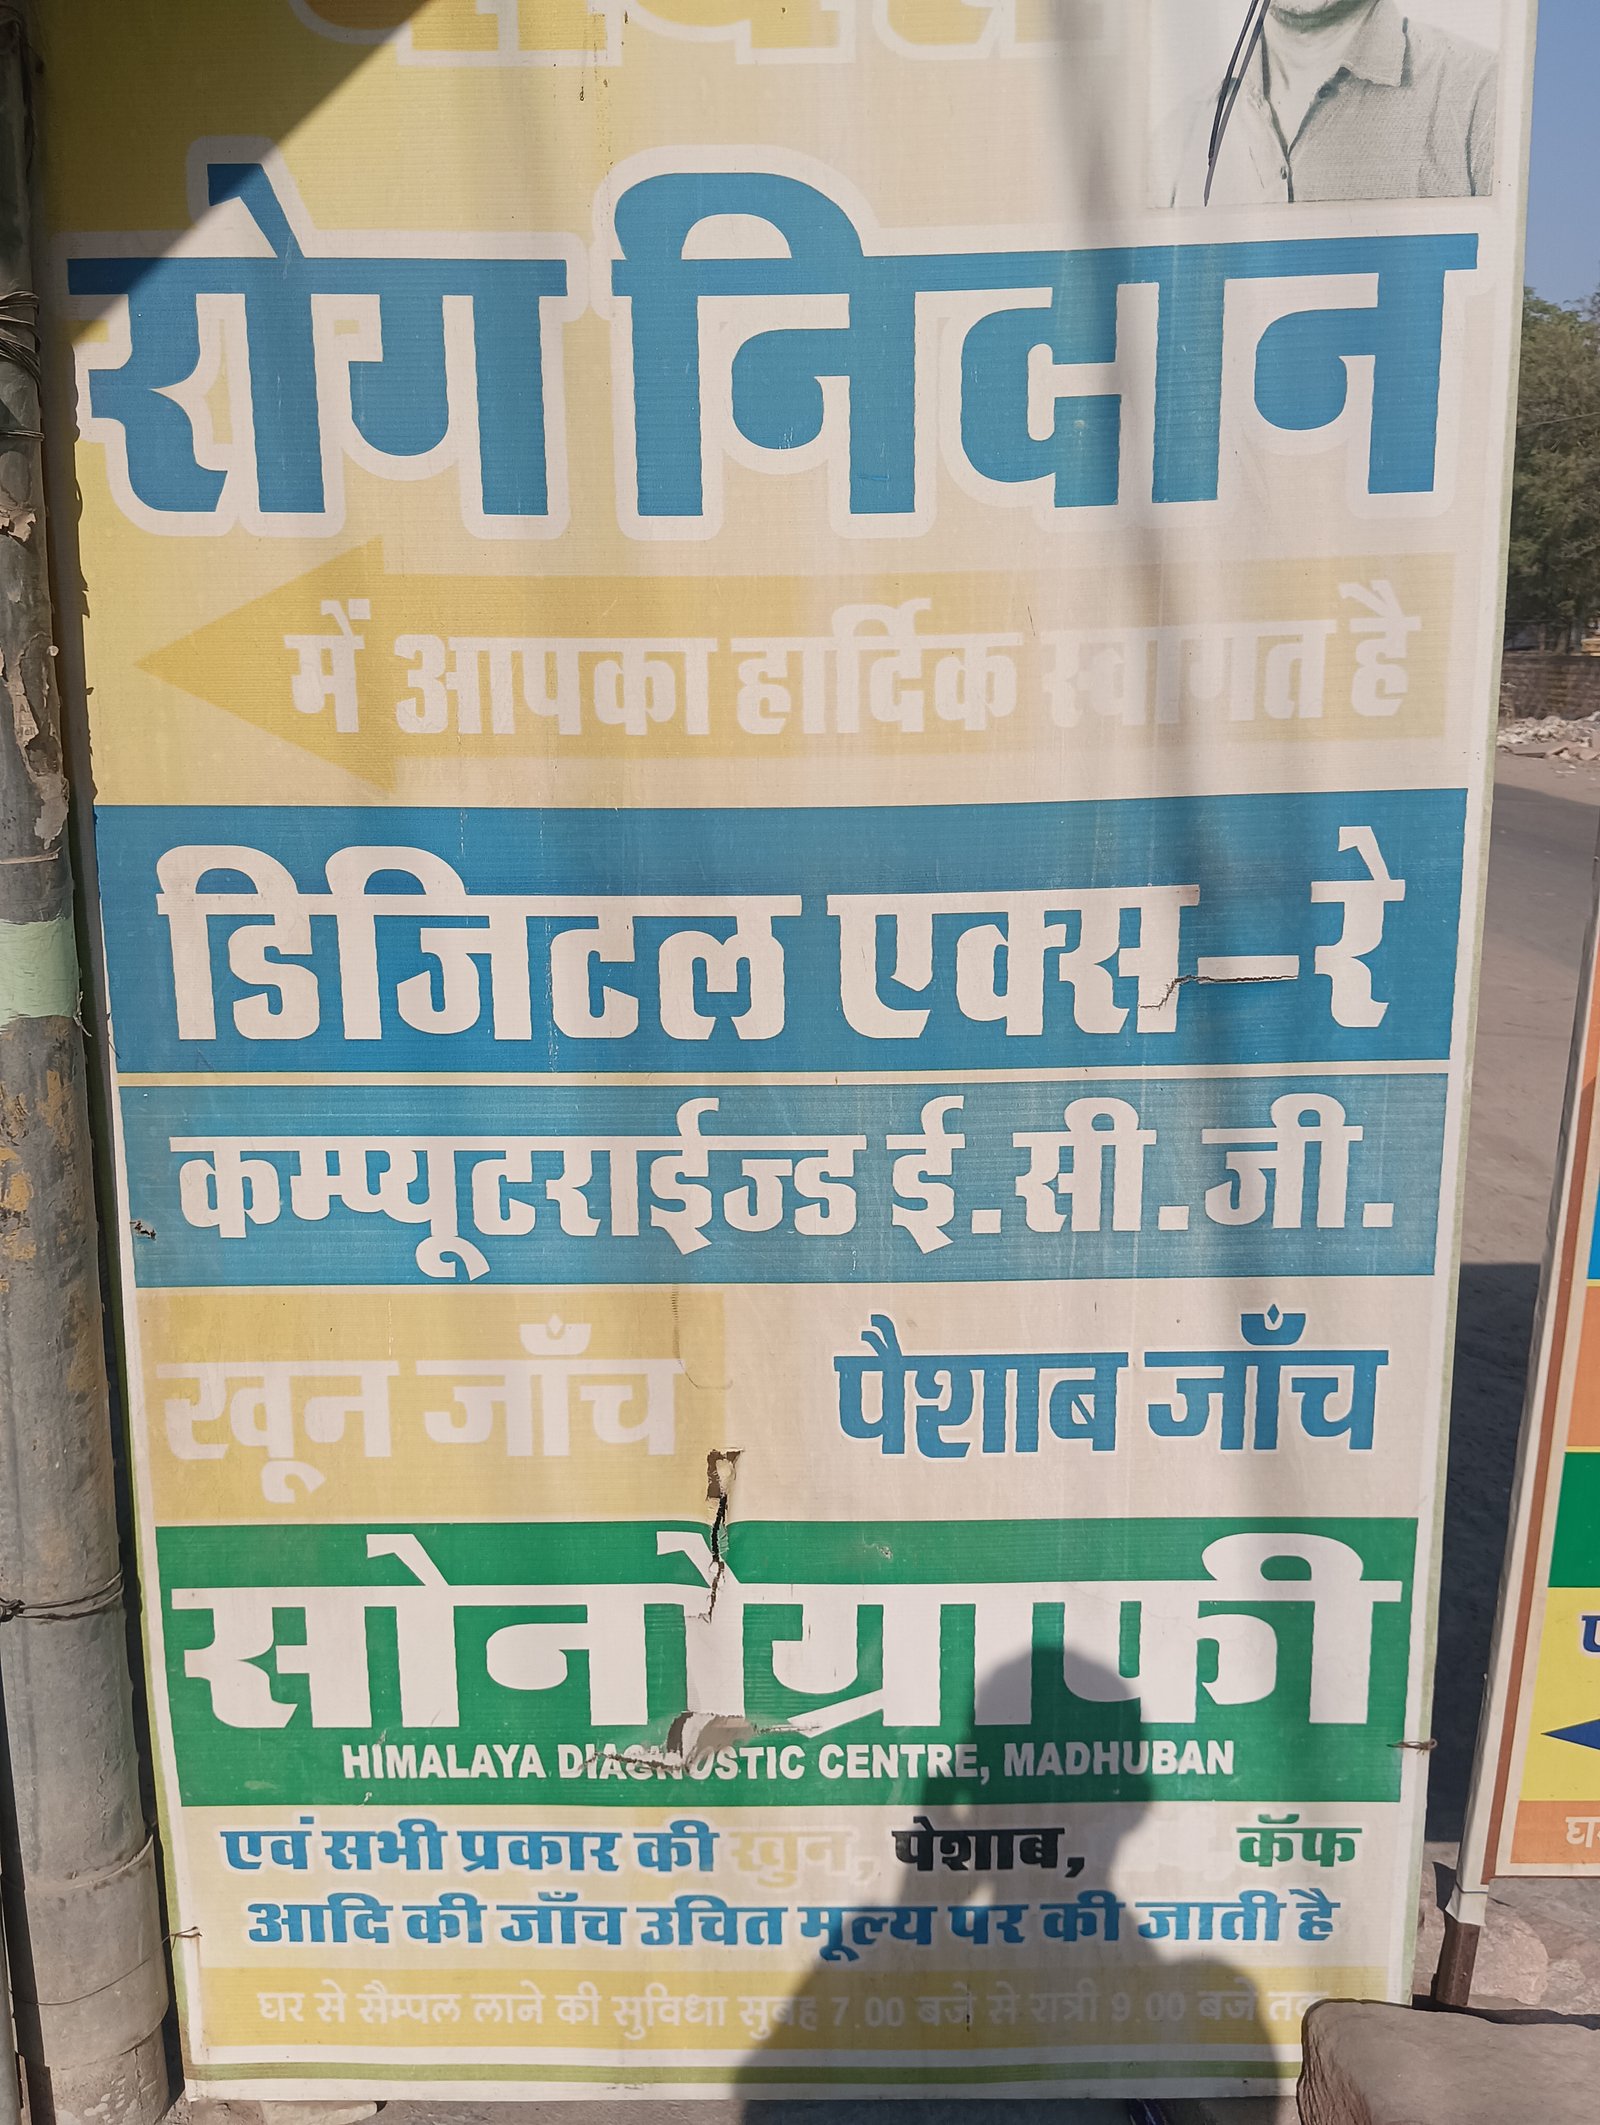 रोग निदान
में आपका हार्दिक स्वागत है
डिजिटल एक्स-रे
कम्प्यूटराईज्ड ई.सी.जी.
खून जाँच पैशाब जाँच
सोनोग्राफी
HIMALAYA DIAGNOSTIC CENTRE, MADHUBAN
एवं सभी प्रकार की खुन, पेशाब, कॅफ
आदि की जाँच उचित मूल्य पर की जाती है
घर से सैम्पल लाने की सुविधा सुबह 7.00 बजे से रात्री 9.00 बजे तक